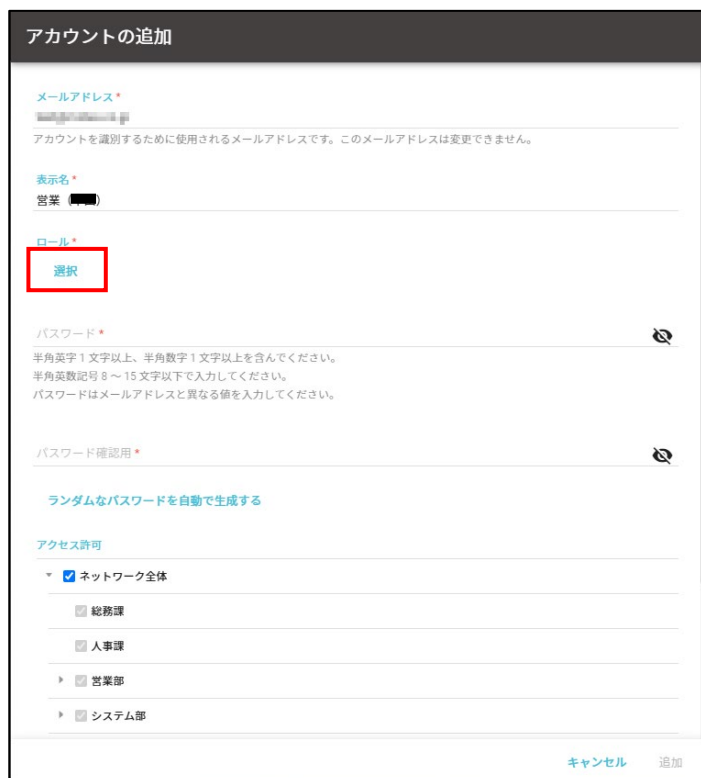 アカウントの追加
メールアドレス *
アカウントを識別するために使用されるメールアドレスです。このメールアドレスは変更できません。
表示名 *
営業 ( )
ロール *
選択
パスワード *
半角英字 1 文字以上、半角数字 1 文字以上を含んでください。
半角英数記号 8 ～ 15 文字以下で入力してください。
パスワードはメールアドレスと異なる値を入力してください。
パスワード確認用 *
ランダムなパスワードを自動で生成する
アクセス許可
ネットワーク全体
総務課
人事課
営業部
システム部
キャンセル 追加